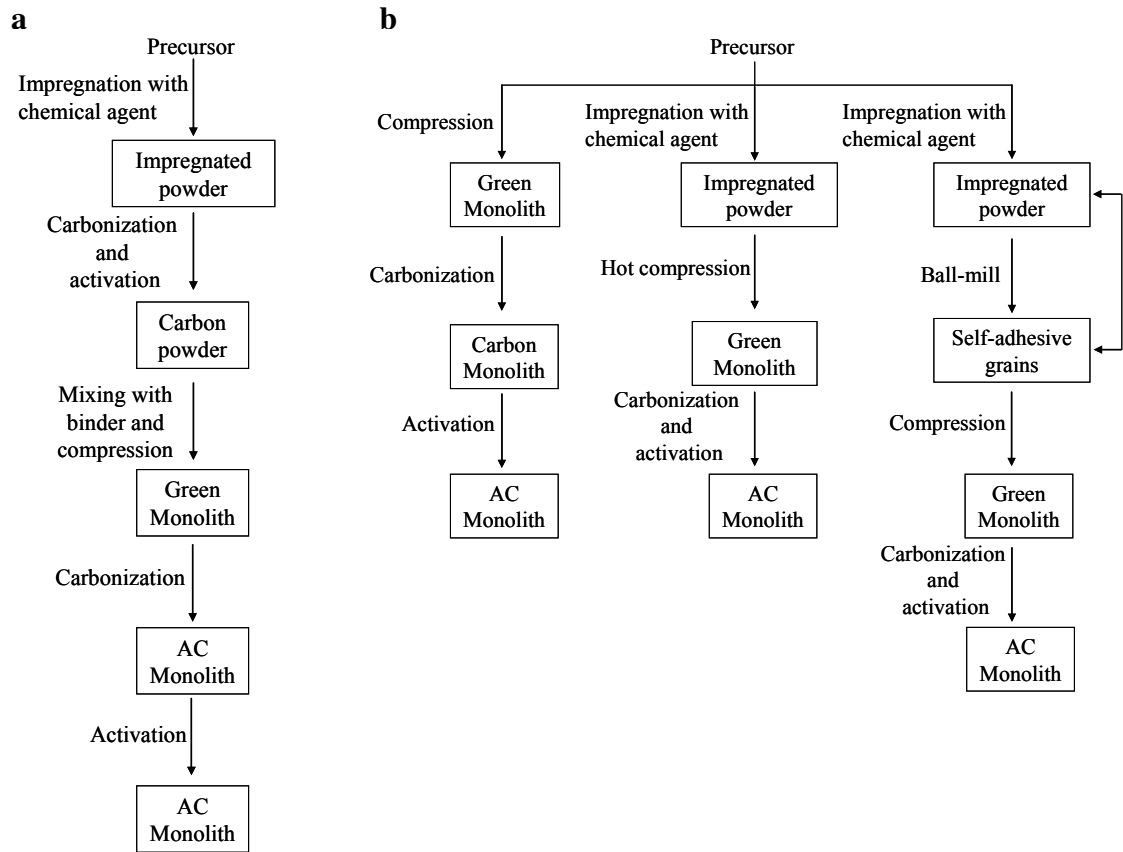 a
Precursor
Impregnation with
chemical agent
Impregnated
powder
Carbonization
and
activation
Carbon
powder
Mixing with
binder and
compression
Green
Monolith
Carbonization
AC
Monolith
Activation
AC
Monolith
b
Precursor
Compression
Green
Monolith
Carbonization
Carbon
Monolith
Activation
AC
Monolith
Impregnation with
chemical agent
Impregnated
powder
Hot compression
Green
Monolith
Carbonization
and
activation
AC
Monolith
Impregnation with
chemical agent
Impregnated
powder
Ball-mill
Self-adhesive
grains
Compression
Green
Monolith
Carbonization
and
activation
AC
Monolith